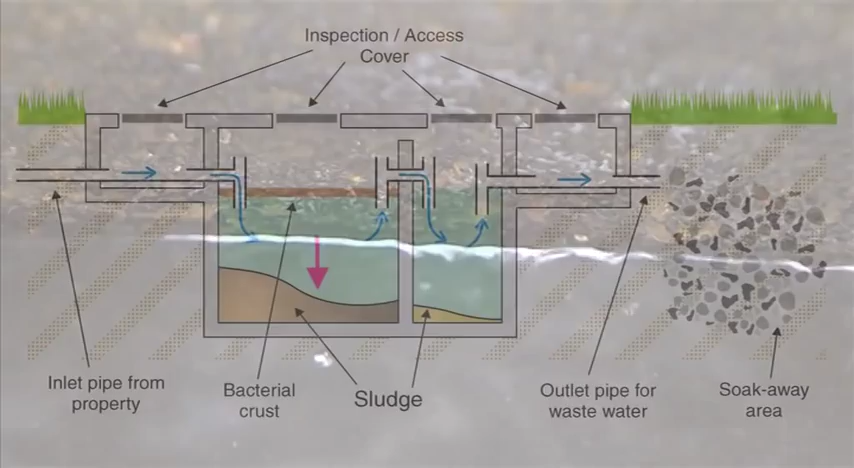 Inspection / Access
Cover
Inlet pipe from
property
Bacterial
crust
Sludge
Outlet pipe for
waste water
Soak-away
area